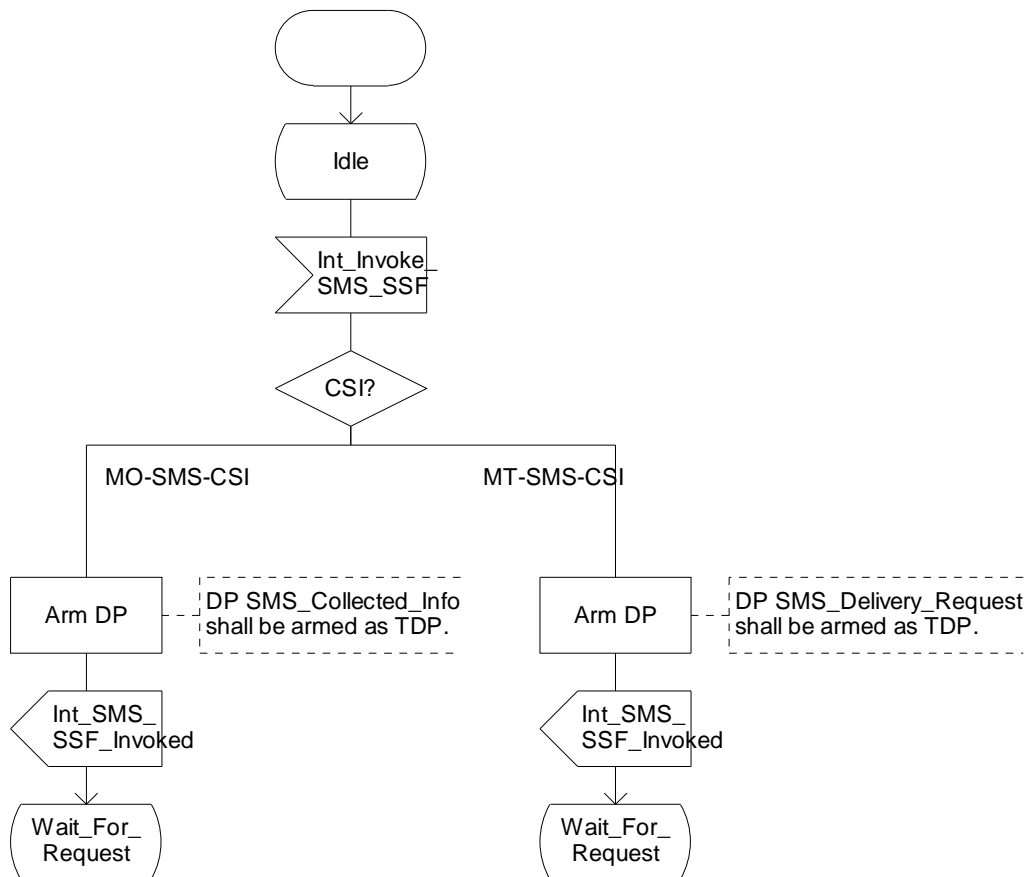 Idle
Int_Invoke_
SMS_SSF
CSI?
MO-SMS-CSI
MT-SMS-CSI
Arm DP
DP SMS_Collected_Info
shall be armed as TDP.
Arm DP
DP SMS_Delivery_Request
shall be armed as TDP.
Int_SMS_
SSF_Invoked
Int_SMS_
SSF_Invoked
Wait_For_
Request
Wait_For_
Request